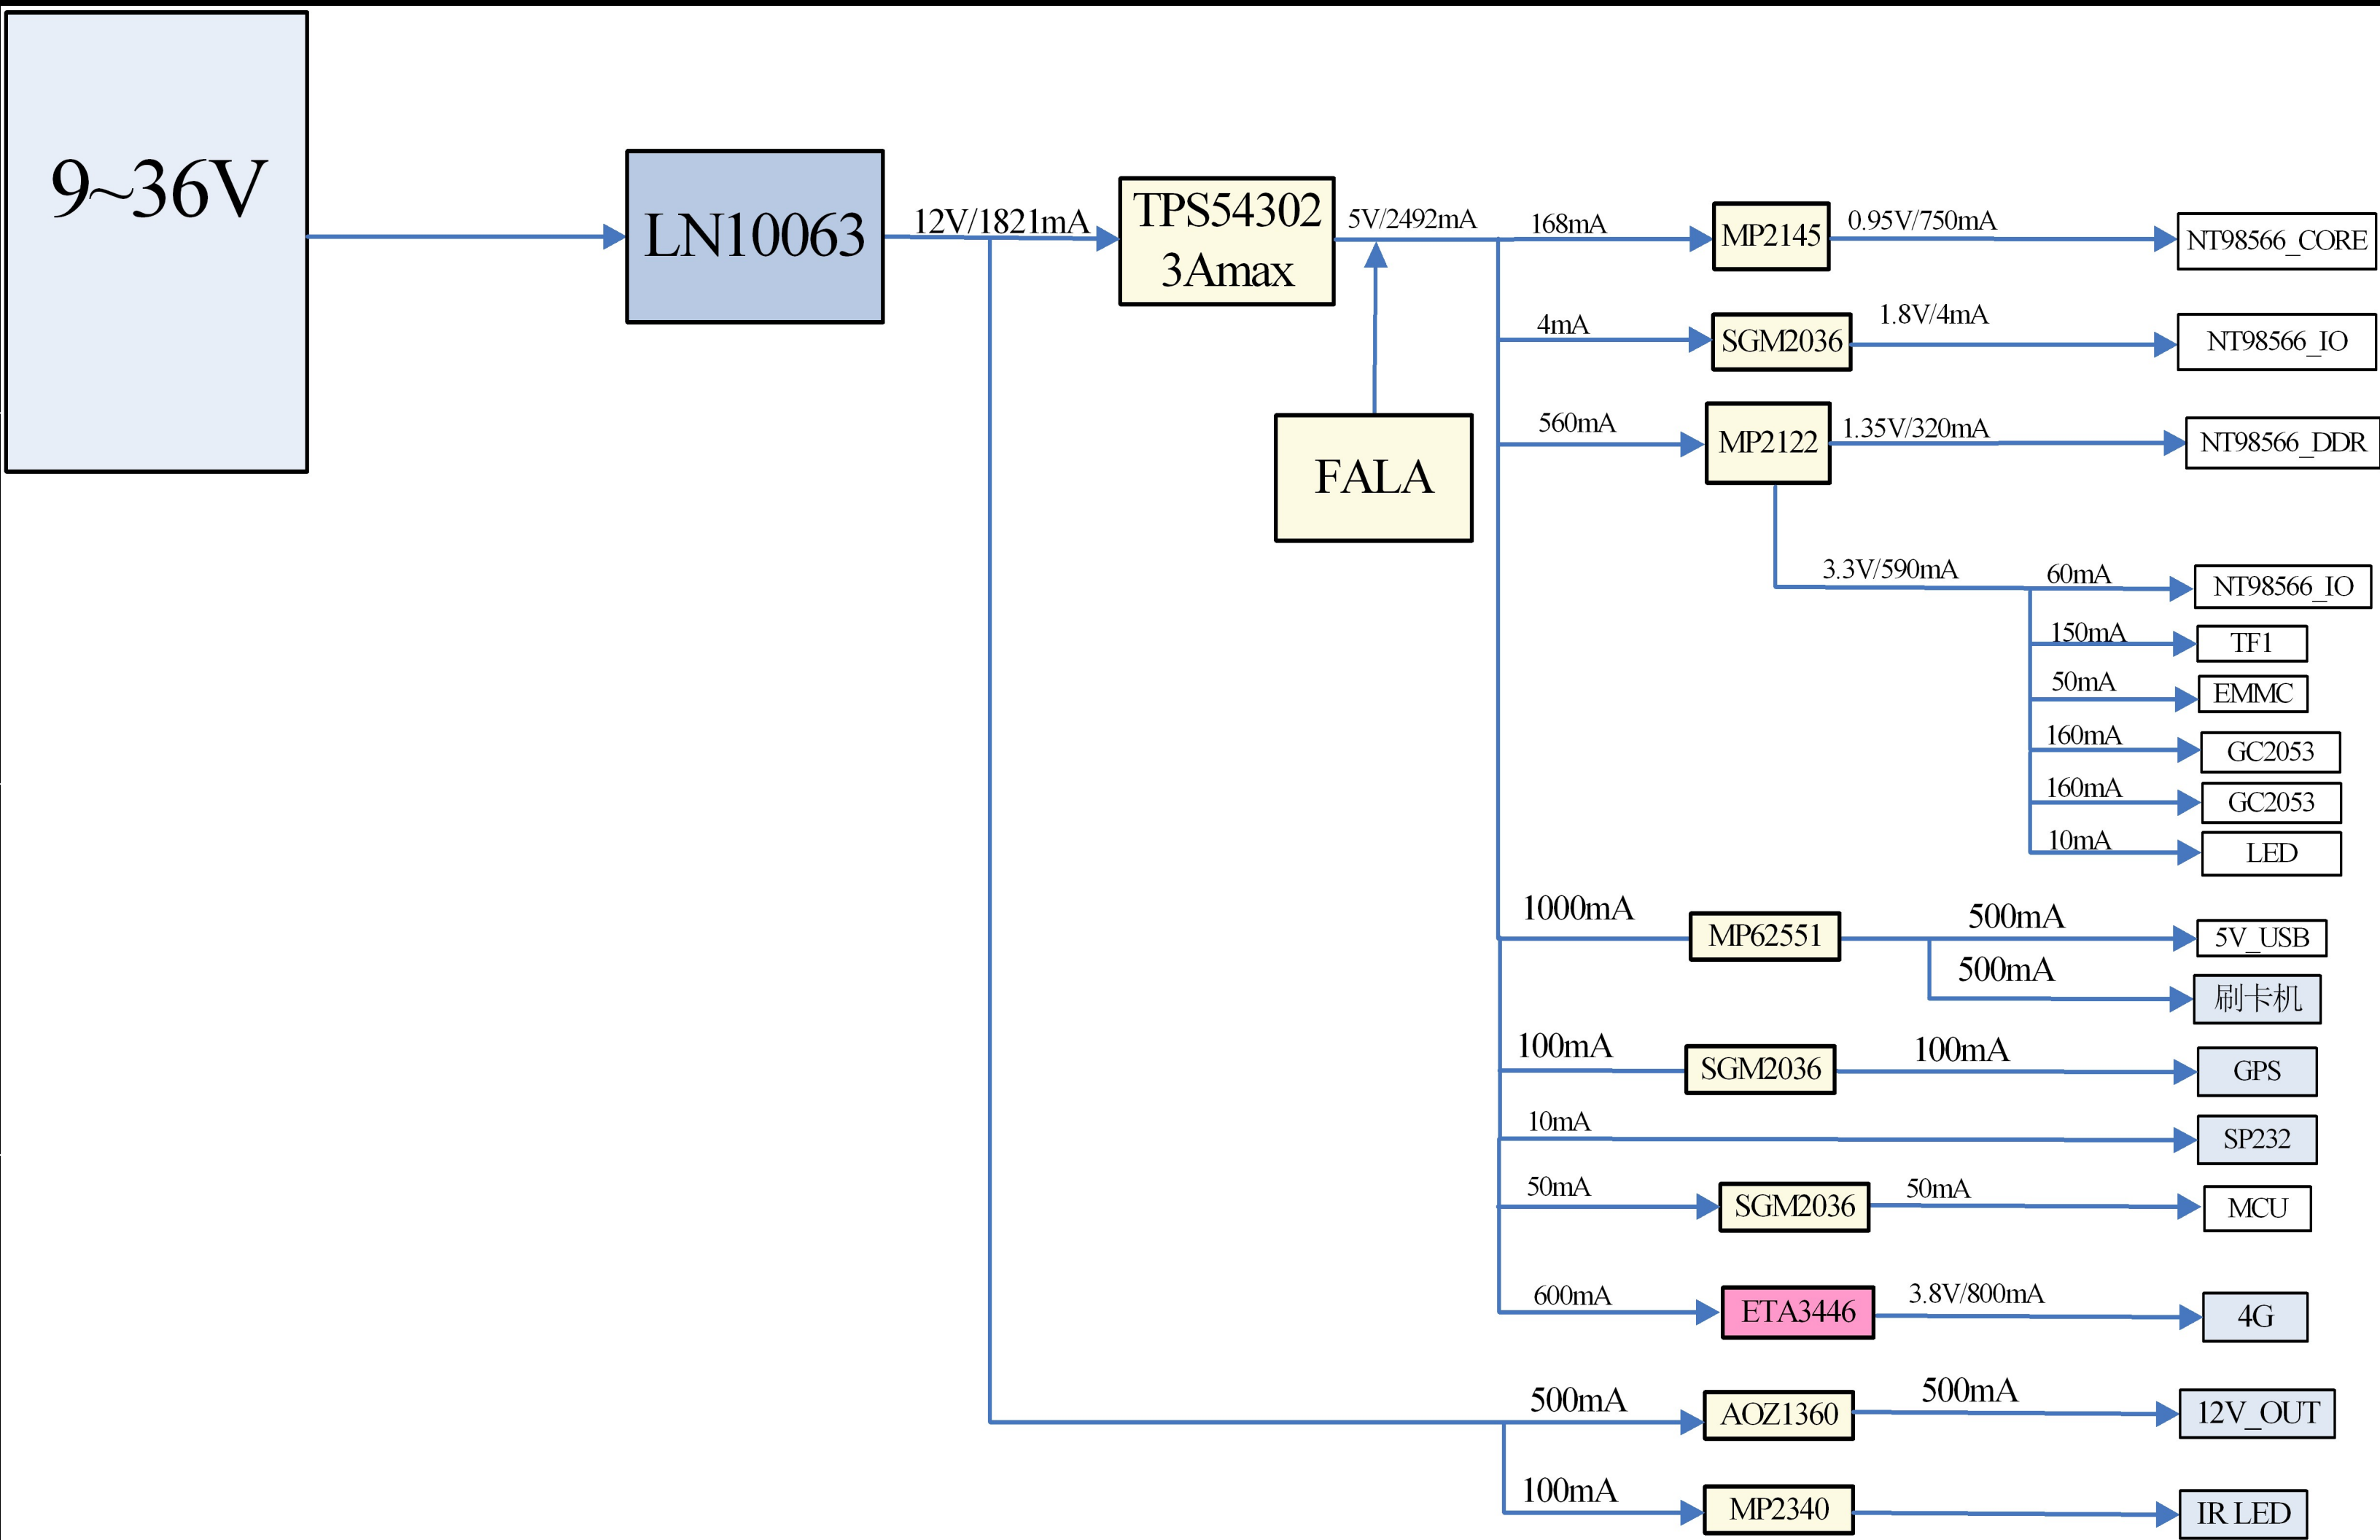 9~36V
LN10063
12V/1821mA
TPS54302
3Amax
5V/2492mA
FALA
168mA
MP2145
0.95V/750mA
NT98566_CORE
4mA
SGM2036
1.8V/4mA
NT98566_IO
560mA
MP2122
1.35V/320mA
NT98566_DDR
3.3V/590mA
60mA
NT98566_IO
150mA
TF1
50mA
EMMC
160mA
GC2053
160mA
GC2053
10mA
LED
1000mA
MP62551
500mA
5V_USB
500mA
刷卡机
100mA
SGM2036
100mA
GPS
10mA
SP232
50mA
SGM2036
50mA
MCU
600mA
ETA3446
3.8V/800mA
4G
500mA
AOZ1360
500mA
12V_OUT
100mA
MP2340
IR LED